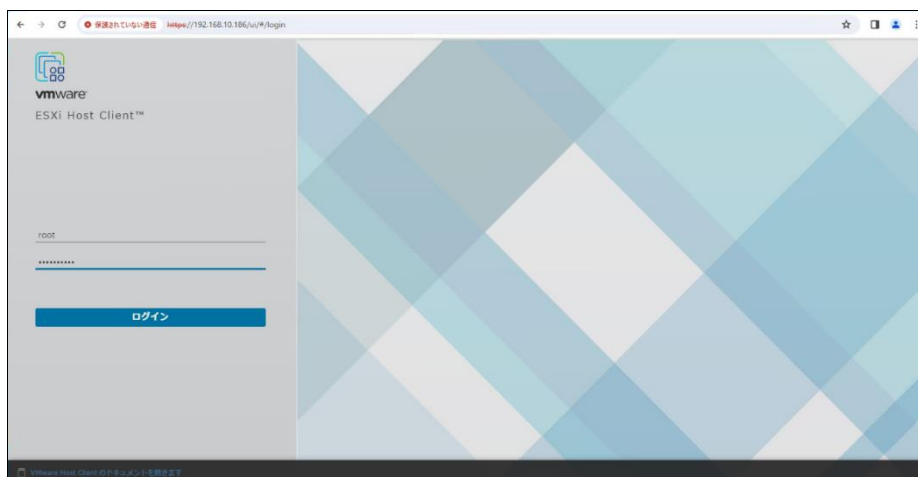 保護されていない通信 https://192.168.10.186/ui/#/login
vmware
ESXi Host Client™
root
••••••••••
ログイン
VMware Host Client のドキュメントを開きます